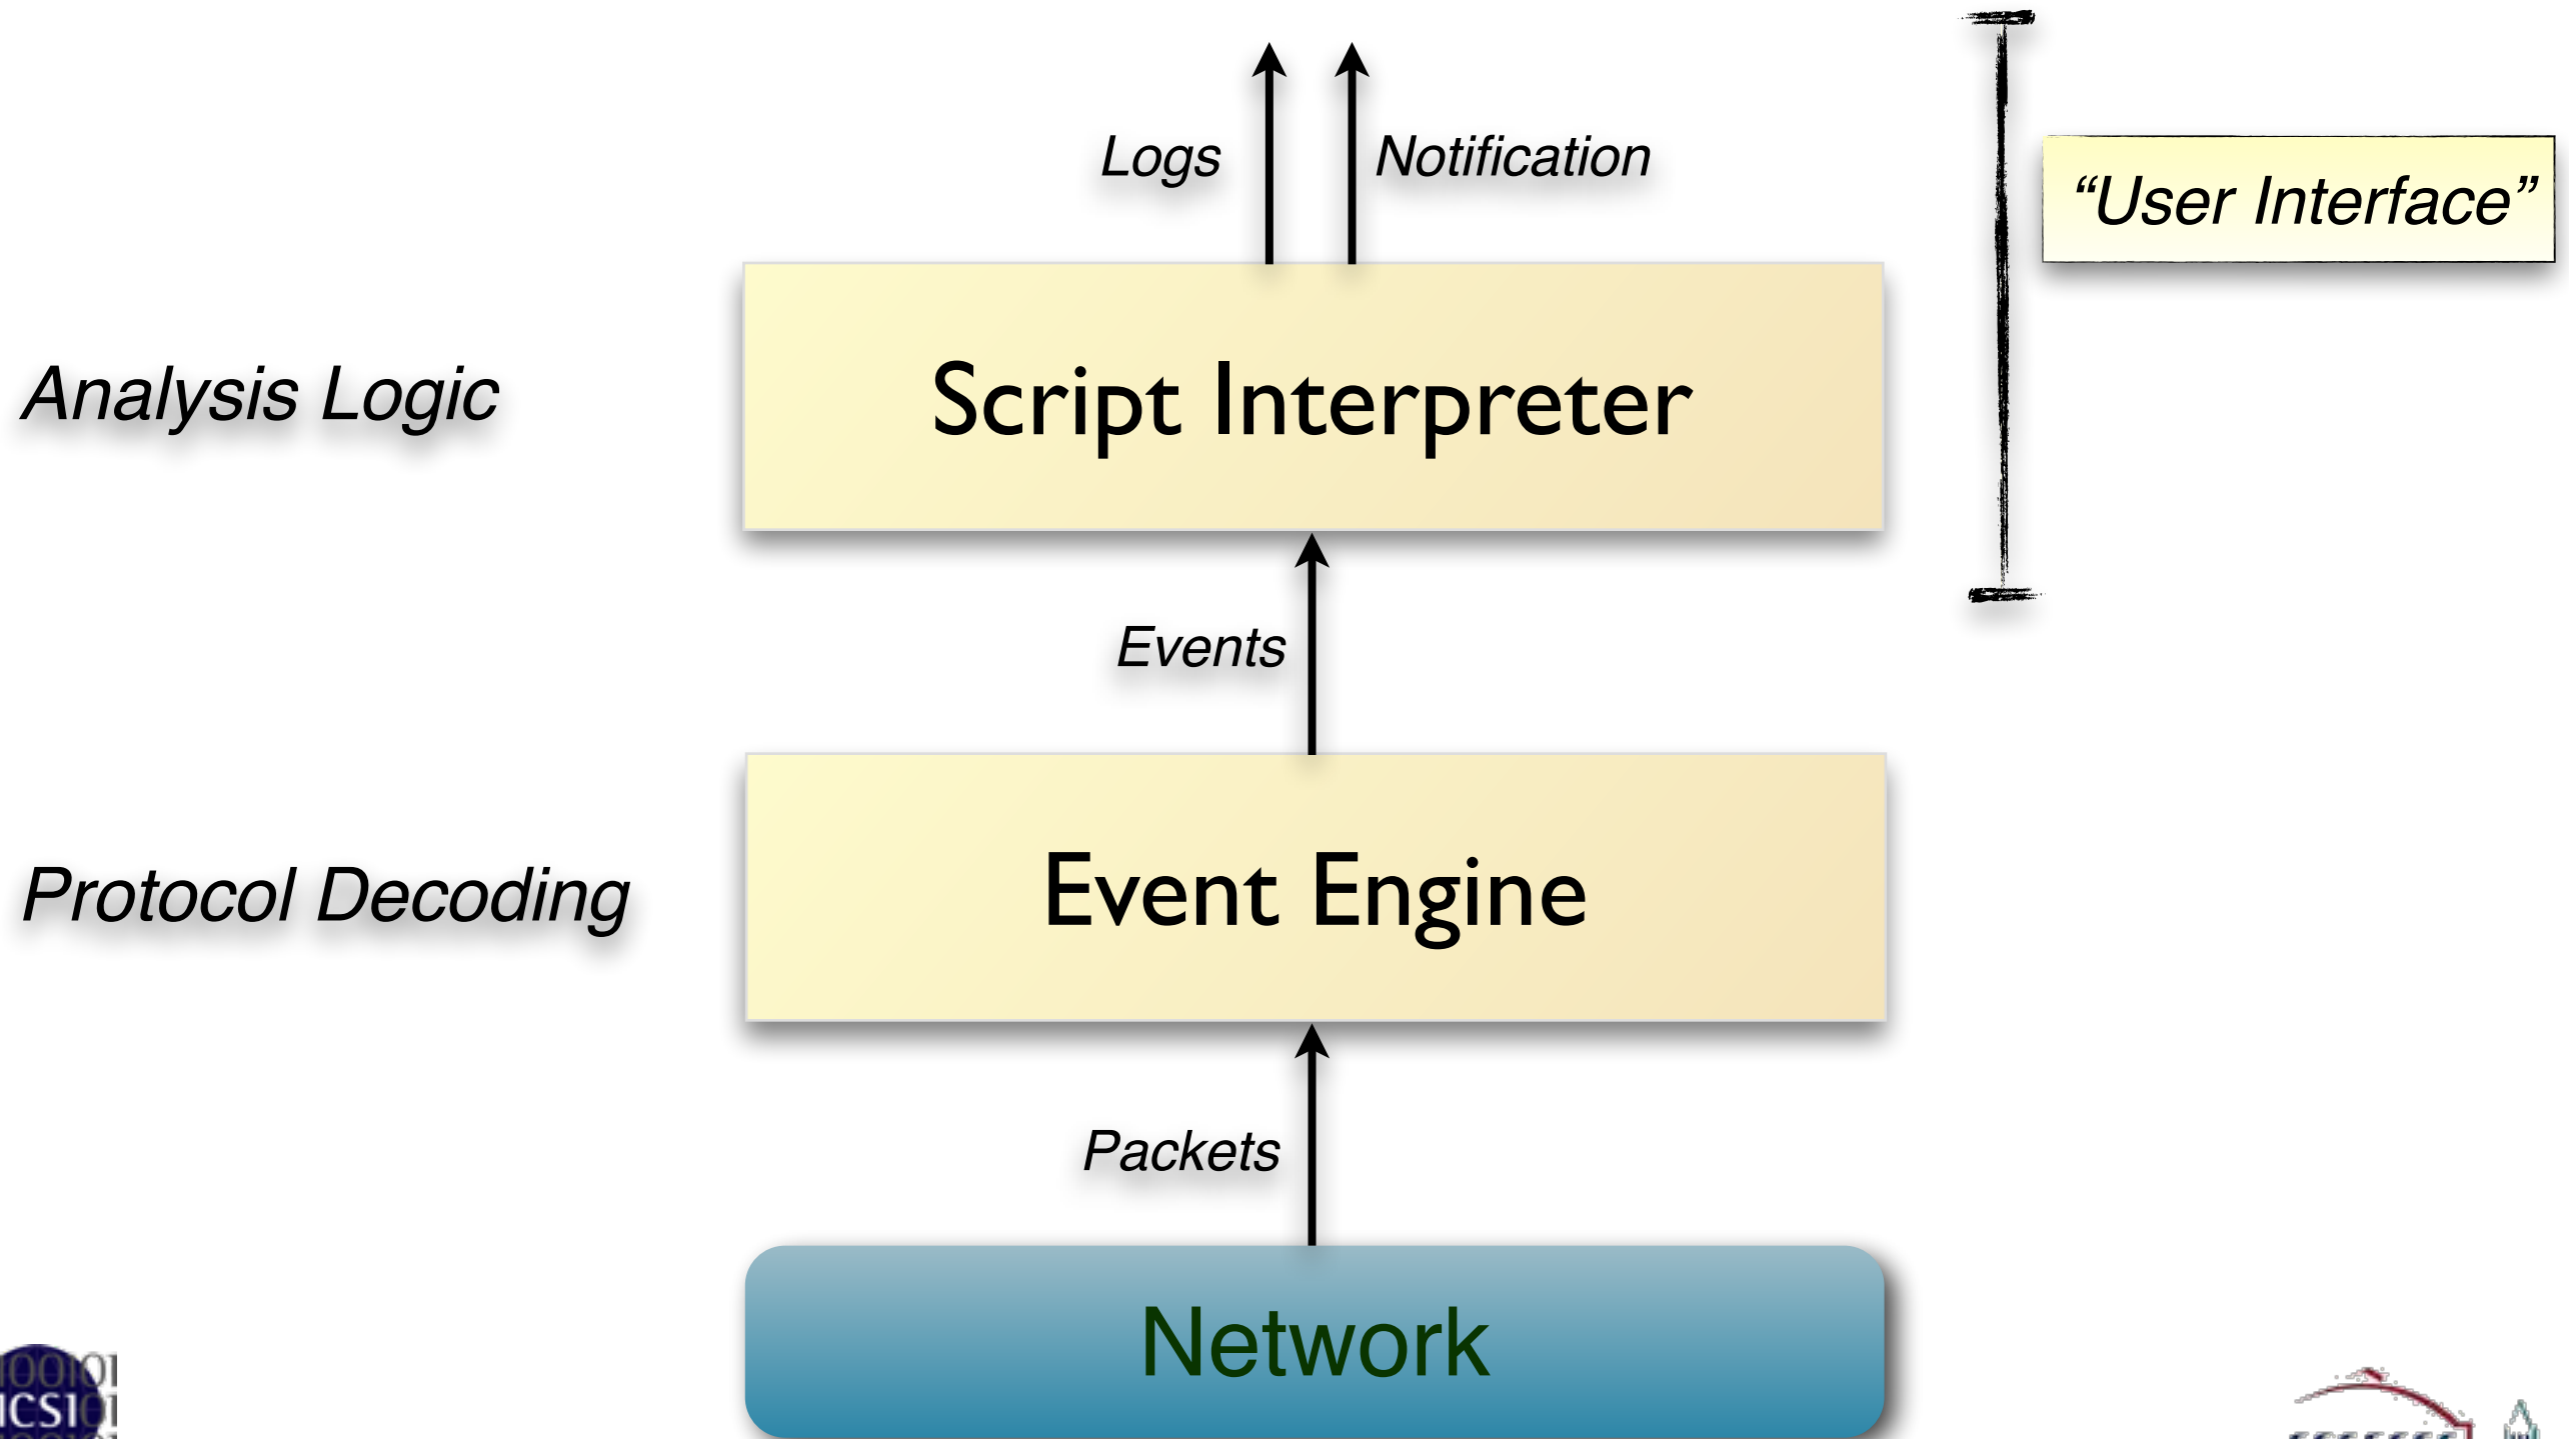 Logs
Notification
“User Interface”
Analysis Logic
Script Interpreter
Events
Protocol Decoding
Event Engine
Packets
Network
ICSI